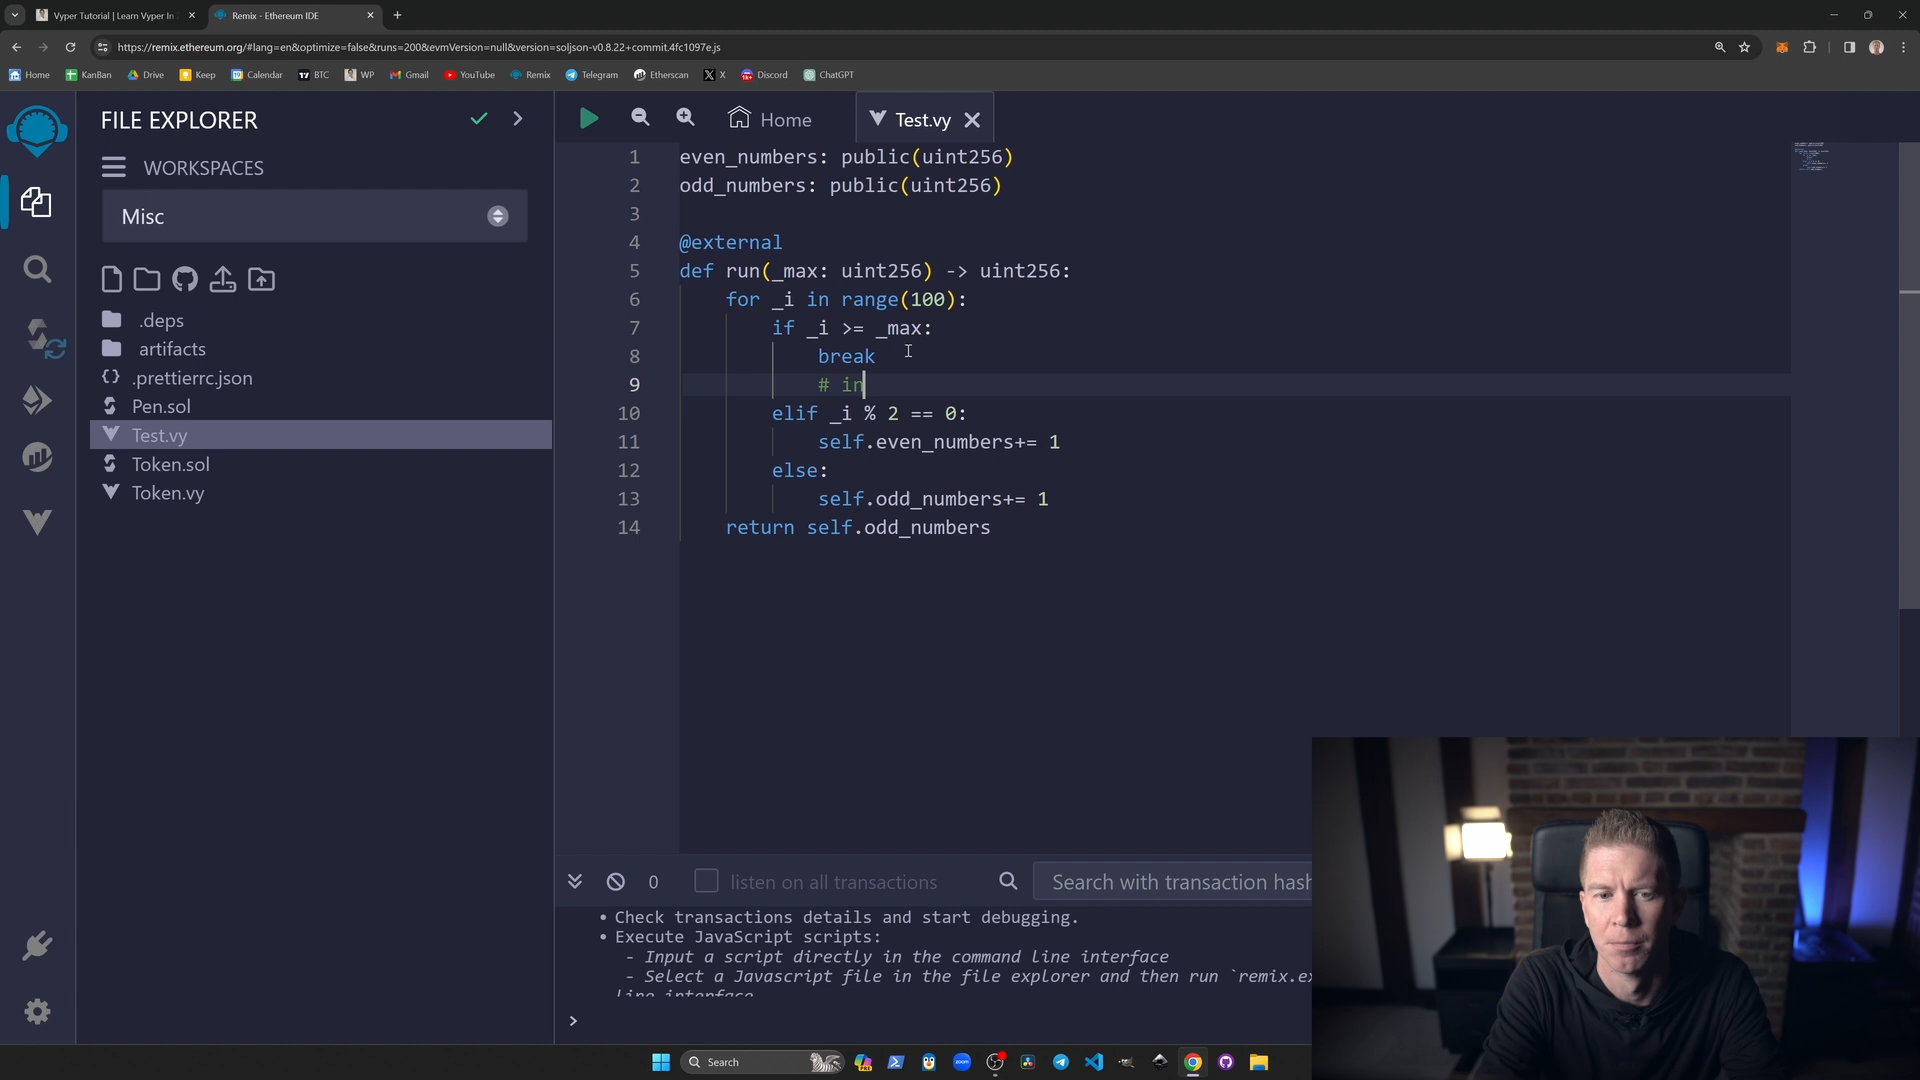 Vyper Tutorial | Learn Vyper In
Remix - Ethereum IDE
https://remix.ethereum.org/#lang=en&optimize=false&runs=200&evmVersion=null&version=soljson-v0.8.22+commit.4fc1097e.js
Home KanBan Drive Keep Calendar BTC WP Gmail YouTube Remix Telegram Etherscan X Discord ChatGPT
FILE EXPLORER
WORKSPACES
Misc
.deps
artifacts
.prettierrc.json
Pen.sol
Test.vy
Token.sol
Token.vy
Home
Test.vy
1 even_numbers: public(uint256)
2 odd_numbers: public(uint256)
3
4 @external
5 def run(_max: uint256) -> uint256:
6 for _i in range(100):
7 if _i >= _max:
8 break
9 # in
10 elif _i % 2 == 0:
11 self.even_numbers+= 1
12 else:
13 self.odd_numbers+= 1
14 return self.odd_numbers
0 listen on all transactions Search with transaction hash
• Check transactions details and start debugging.
• Execute JavaScript scripts:
- Input a script directly in the command line interface
- Select a Javascript file in the file explorer and then run `remix.ex
line interface
>
Search